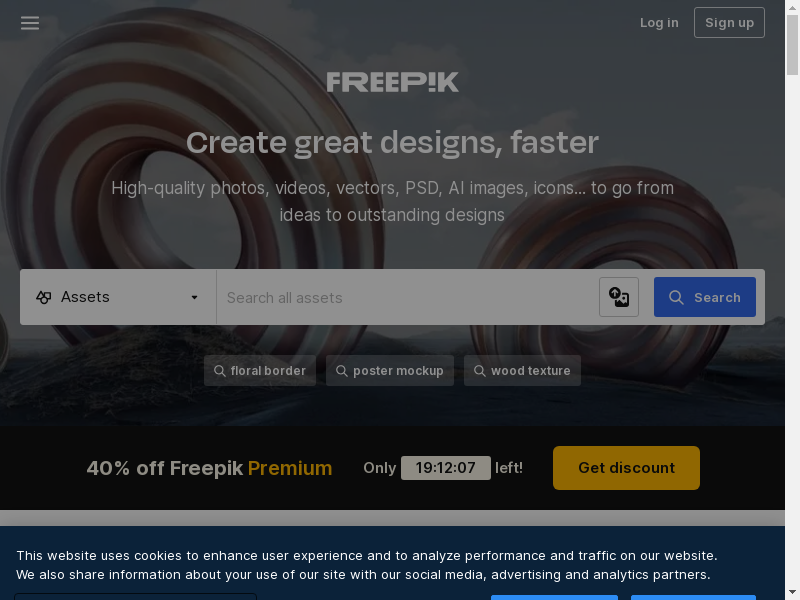 Log in
Sign up
FREEPIK
Create great designs, faster
High-quality photos, videos, vectors, PSD, AI images, icons... to go from
ideas to outstanding designs
Assets
Search all assets
Search
floral border
poster mockup
wood texture
40% off Freepik Premium
Only 19:12:07 left!
Get discount
This website uses cookies to enhance user experience and to analyze performance and traffic on our website.
We also share information about your use of our site with our social media, advertising and analytics partners.